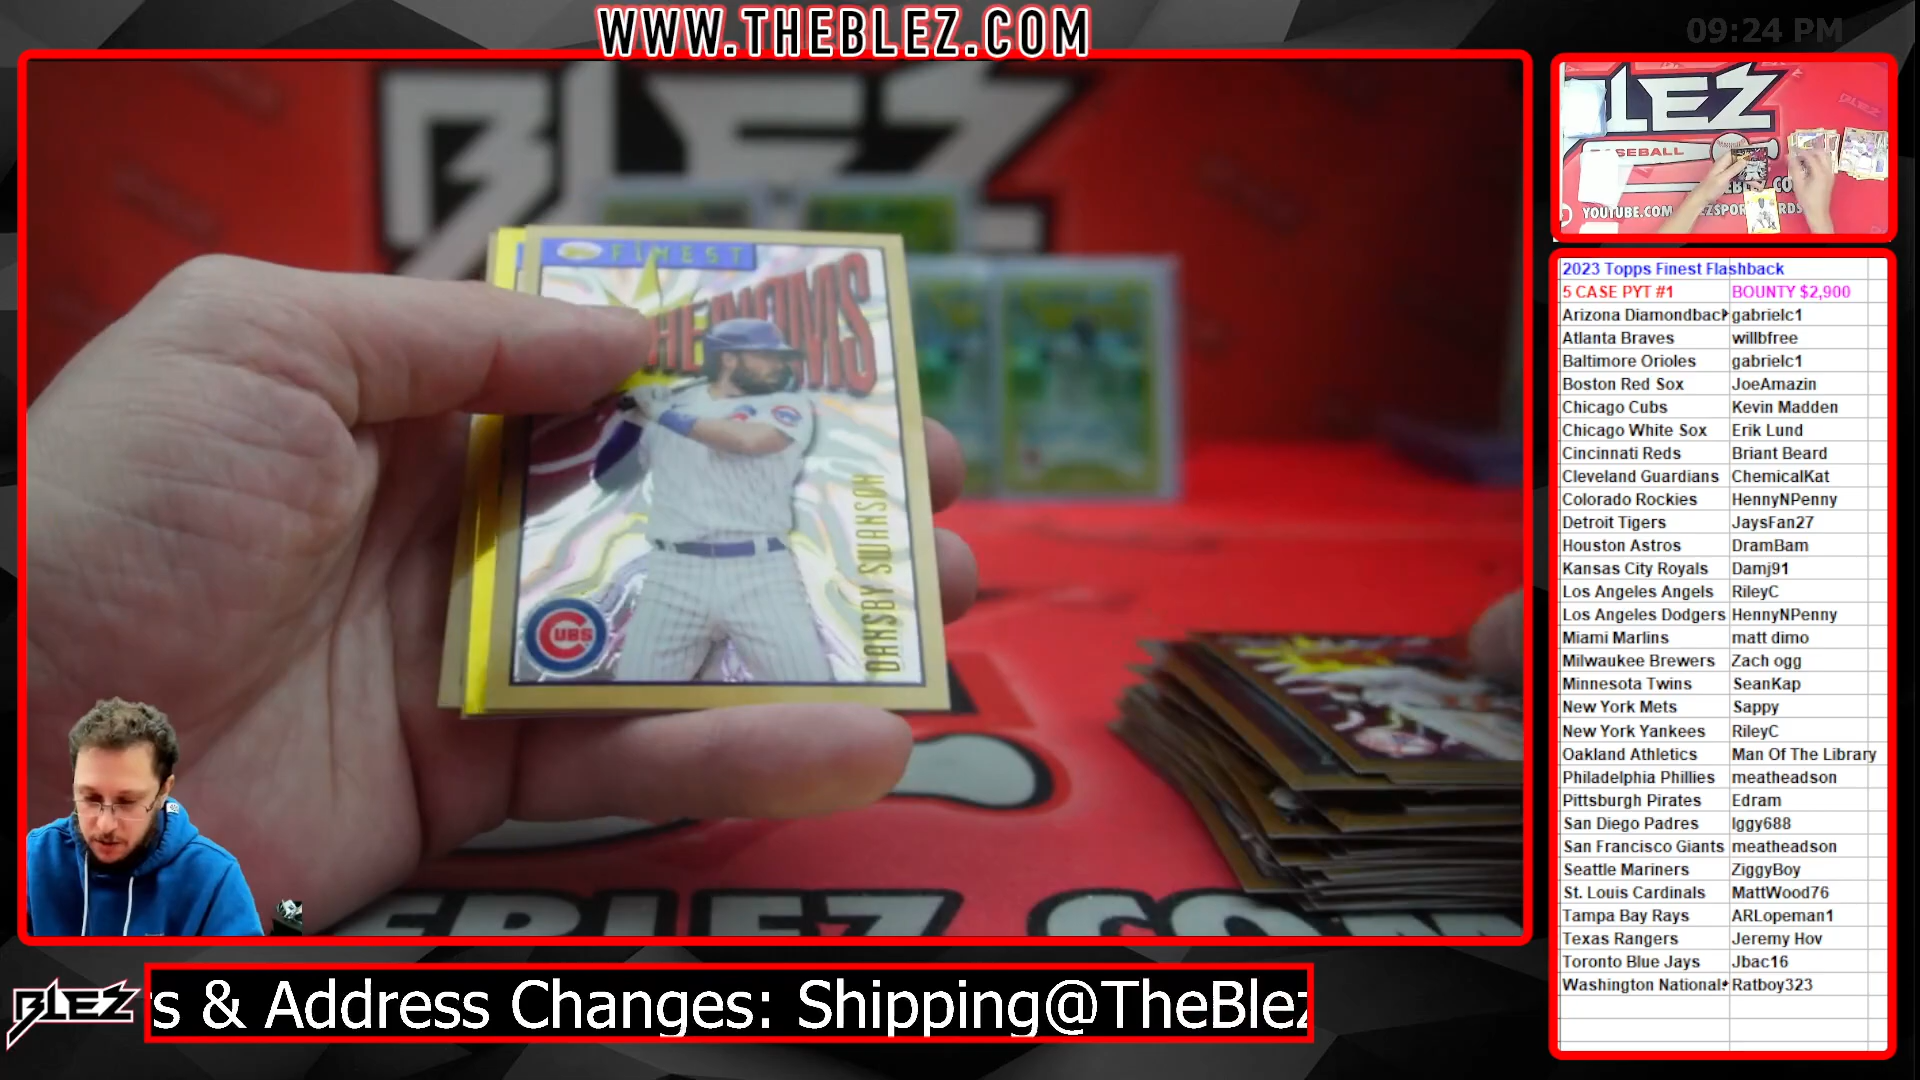 WWW.THEBLEZ.COM
09:24 PM
BLEZ
FINEST
DANSBY SWANSON
CUBS
LEZ
BASEBALL
YOUTUBE.COM
2023 Topps Finest Flashback
5 CASE PYT #1 BOUNTY $2,900
Arizona Diamondback gabrielc1
Atlanta Braves willbfree
Baltimore Orioles gabrielc1
Boston Red Sox JoeAmazin
Chicago Cubs Kevin Madden
Chicago White Sox Erik Lund
Cincinnati Reds Briant Beard
Cleveland Guardians ChemicalKat
Colorado Rockies HennyNPenny
Detroit Tigers JaysFan27
Houston Astros DramBam
Kansas City Royals Damj91
Los Angeles Angels RileyC
Los Angeles Dodgers HennyNPenny
Miami Marlins matt dimo
Milwaukee Brewers Zach ogg
Minnesota Twins SeanKap
New York Mets Sappy
New York Yankees RileyC
Oakland Athletics Man Of The Library
Philadelphia Phillies meatheadson
Pittsburgh Pirates Edram
San Diego Padres Iggy688
San Francisco Giants meatheadson
Seattle Mariners ZiggyBoy
St. Louis Cardinals MattWood76
Tampa Bay Rays ARLopeman1
Texas Rangers Jeremy Hov
Toronto Blue Jays Jbac16
Washington Nationals Ratboy323
BLEZ
s & Address Changes: Shipping@TheBlez